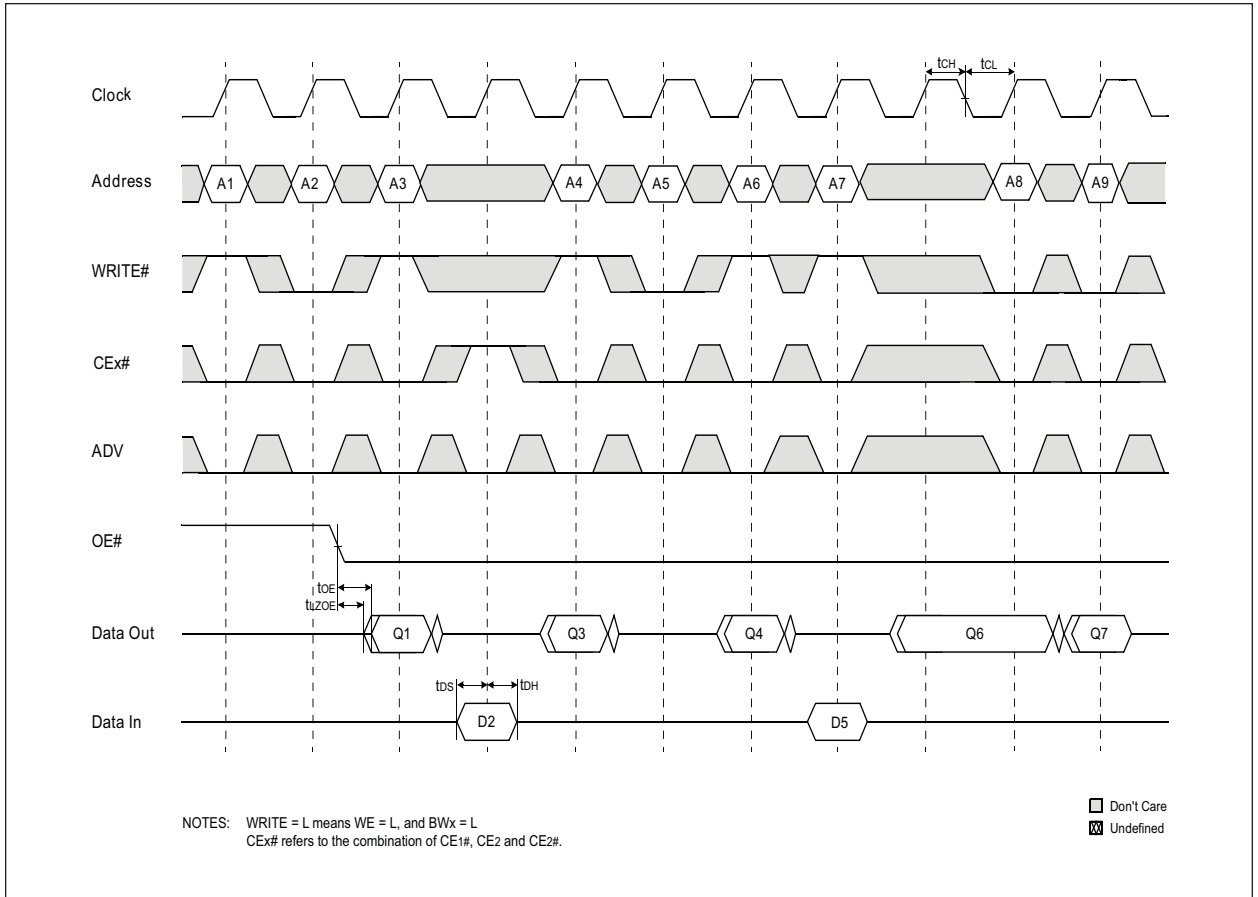 Clock
tCH
tCL
Address
A1 A2 A3 A4 A5 A6 A7 A8 A9
WRITE#
CEx#
ADV
OE#
tOE
tLZOE
Data Out
Q1 Q3 Q4 Q6 Q7
tDS tDH
Data In
D2 D5
NOTES: WRITE = L means WE = L, and BWx = L
CEx# refers to the combination of CE1#, CE2 and CE2#.
Don't Care
Undefined